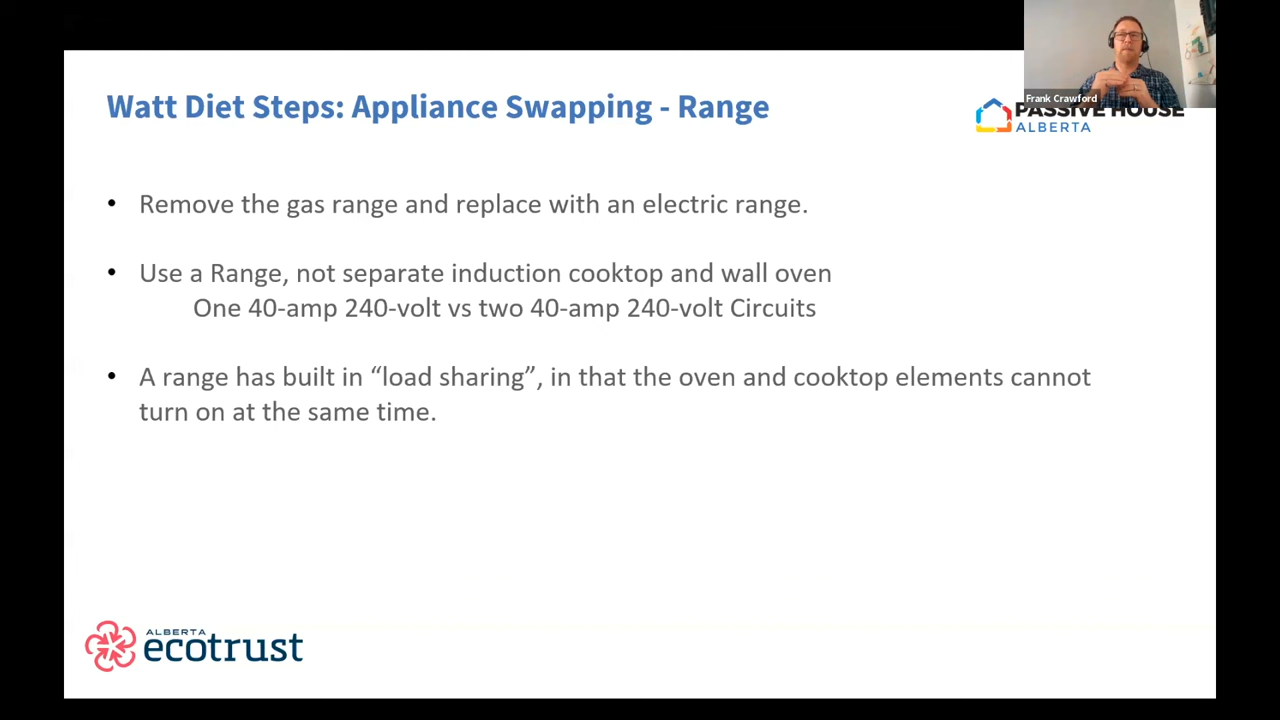 Frank Crawford
Watt Diet Steps: Appliance Swapping - Range
PASSIVE HOUSE
ALBERTA
• Remove the gas range and replace with an electric range.
• Use a Range, not separate induction cooktop and wall oven
One 40-amp 240-volt vs two 40-amp 240-volt Circuits
• A range has built in “load sharing”, in that the oven and cooktop elements cannot
turn on at the same time.
ALBERTA
ecotrust